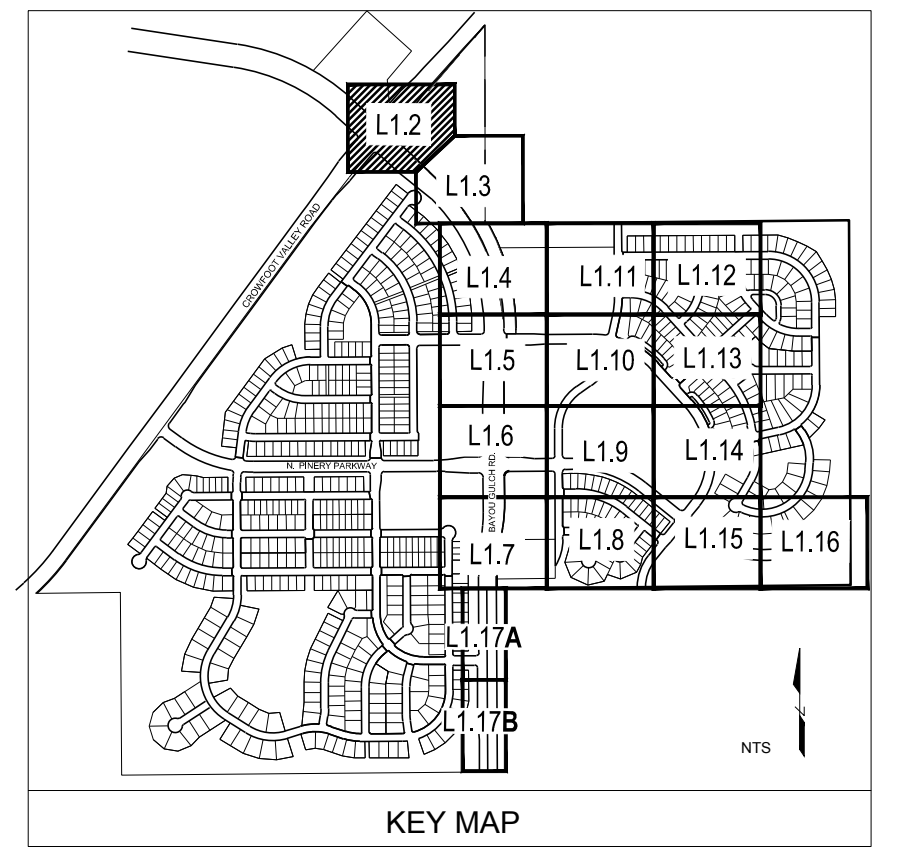 L1.2
L1.3
CROWFOOT VALLEY ROAD
L1.4
L1.11
L1.12
L1.5
L1.10
L1.13
L1.6
L1.9
L1.14
N. PINERY PARKWAY
BAYOU GULCH RD.
L1.7
L1.8
L1.15
L1.16
L1.17A
L1.17B
N
NTS
KEY MAP